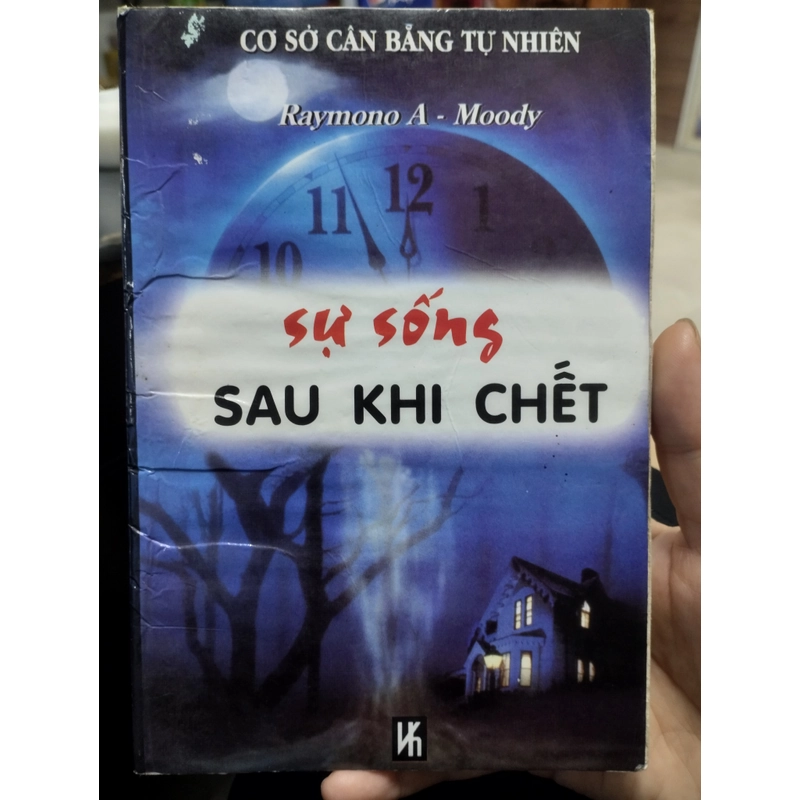 CƠ SỞ CÂN BẰNG TỰ NHIÊN
Raymono A - Moody
10 11 12 1
sự sống
SAU KHI CHẾT